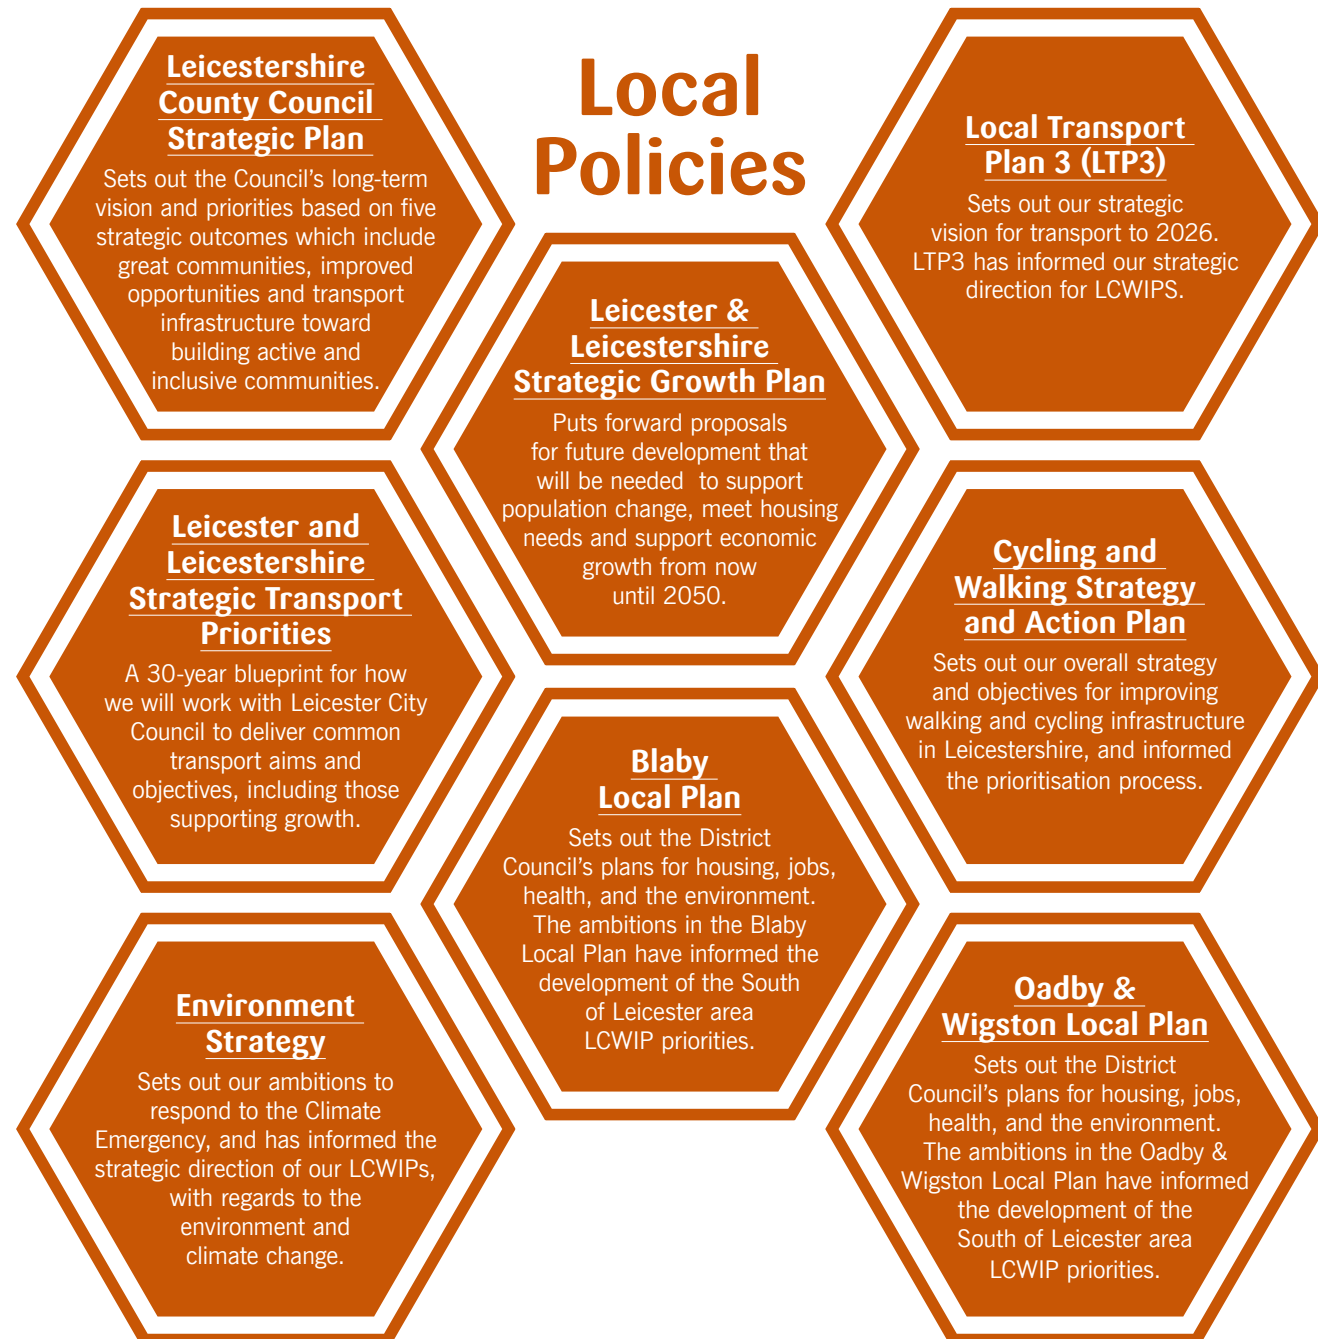 Local
Policies
Leicestershire
County Council
Strategic Plan
Sets out the Council’s long-term
vision and priorities based on five
strategic outcomes which include
great communities, improved
opportunities and transport
infrastructure toward
building active and
inclusive communities.
Local Transport
Plan 3 (LTP3)
Sets out our strategic
vision for transport to 2026.
LTP3 has informed our strategic
direction for LCWIPS.
Leicester &
Leicestershire
Strategic Growth Plan
Puts forward proposals
for future development that
will be needed to support
population change, meet housing
needs and support economic
growth from now
until 2050.
Leicester and
Leicestershire
Strategic Transport
Priorities
A 30-year blueprint for how
we will work with Leicester City
Council to deliver common
transport aims and
objectives, including those
supporting growth.
Cycling and
Walking Strategy
and Action Plan
Sets out our overall strategy
and objectives for improving
walking and cycling infrastructure
in Leicestershire, and informed
the prioritisation process.
Blaby
Local Plan
Sets out the District
Council’s plans for housing, jobs,
health, and the environment.
The ambitions in the Blaby
Local Plan have informed the
development of the South
of Leicester area
LCWIP priorities.
Environment
Strategy
Sets out our ambitions to
respond to the Climate
Emergency, and has informed the
strategic direction of our LCWIPs,
with regards to the
environment and
climate change.
Oadby &
Wigston Local Plan
Sets out the District
Council’s plans for housing, jobs,
health, and the environment.
The ambitions in the Oadby &
Wigston Local Plan have informed
the development of the
South of Leicester area
LCWIP priorities.